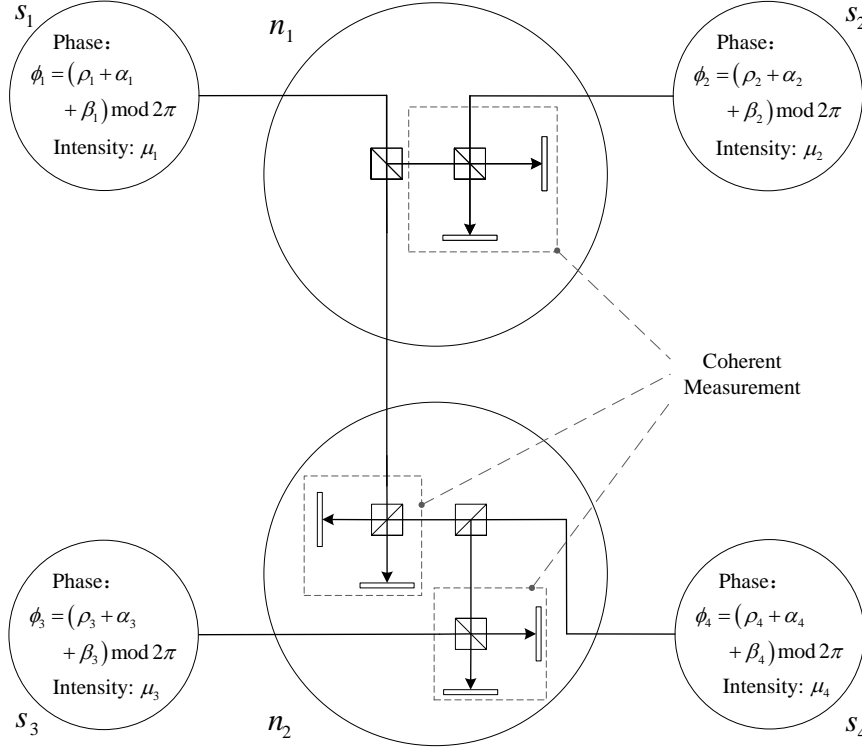 s₁
Phase：
ϕ₁ = (ρ₁ + α₁
+ β₁) mod 2π
Intensity: μ₁
n₁
s₂
Phase：
ϕ₂ = (ρ₂ + α₂
+ β₂) mod 2π
Intensity: μ₂
Coherent
Measurement
Phase：
ϕ₃ = (ρ₃ + α₃
+ β₃) mod 2π
Intensity: μ₃
s₃
n₂
Phase：
ϕ₄ = (ρ₄ + α₄
+ β₄) mod 2π
Intensity: μ₄
s₄